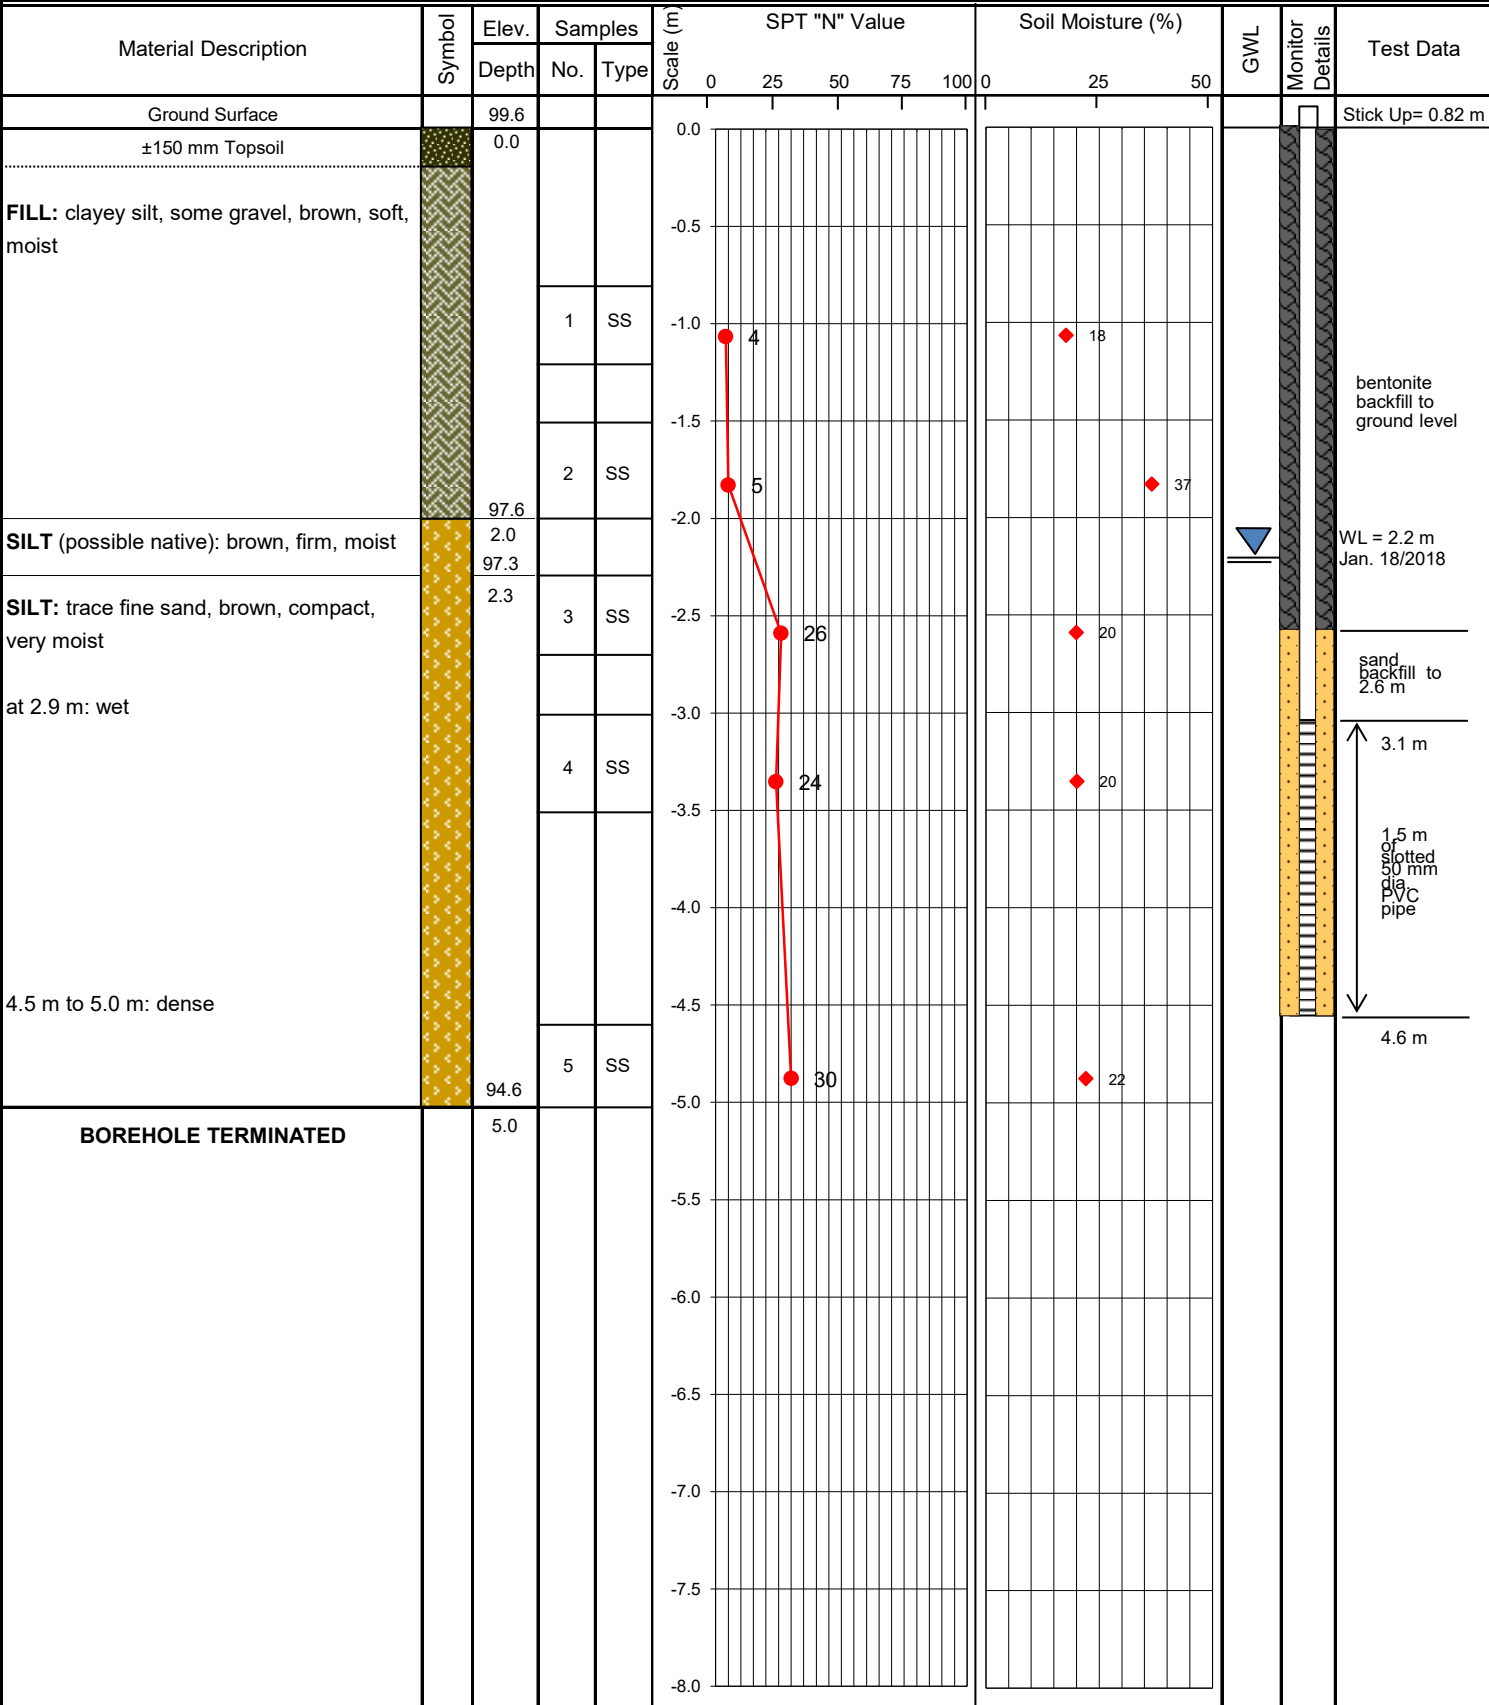 Material Description
Symbol
Elev.
Depth
Samples
No. Type
Scale (m)
SPT "N" Value
0 25 50 75 100
Soil Moisture (%)
0 25 50
GWL
Monitor
Details
Test Data
Ground Surface
99.6
Stick Up= 0.82 m
±150 mm Topsoil
0.0
0.0
FILL: clayey silt, some gravel, brown, soft,
moist
-0.5
1 SS
-1.0
4
18
bentonite
backfill to
ground level
-1.5
2 SS
5
37
97.6
-2.0
SILT (possible native): brown, firm, moist
2.0
97.3
WL = 2.2 m
Jan. 18/2018
SILT: trace fine sand, brown, compact,
very moist
2.3
3 SS
-2.5
26
20
sand
backfill to
2.6 m
at 2.9 m: wet
-3.0
3.1 m
4 SS
24
20
-3.5
1.5 m
of
slotted
50 mm
dia.
PVC
pipe
-4.0
4.5 m to 5.0 m: dense
-4.5
4.6 m
5 SS
30
22
94.6
-5.0
BOREHOLE TERMINATED
5.0
-5.5
-6.0
-6.5
-7.0
-7.5
-8.0